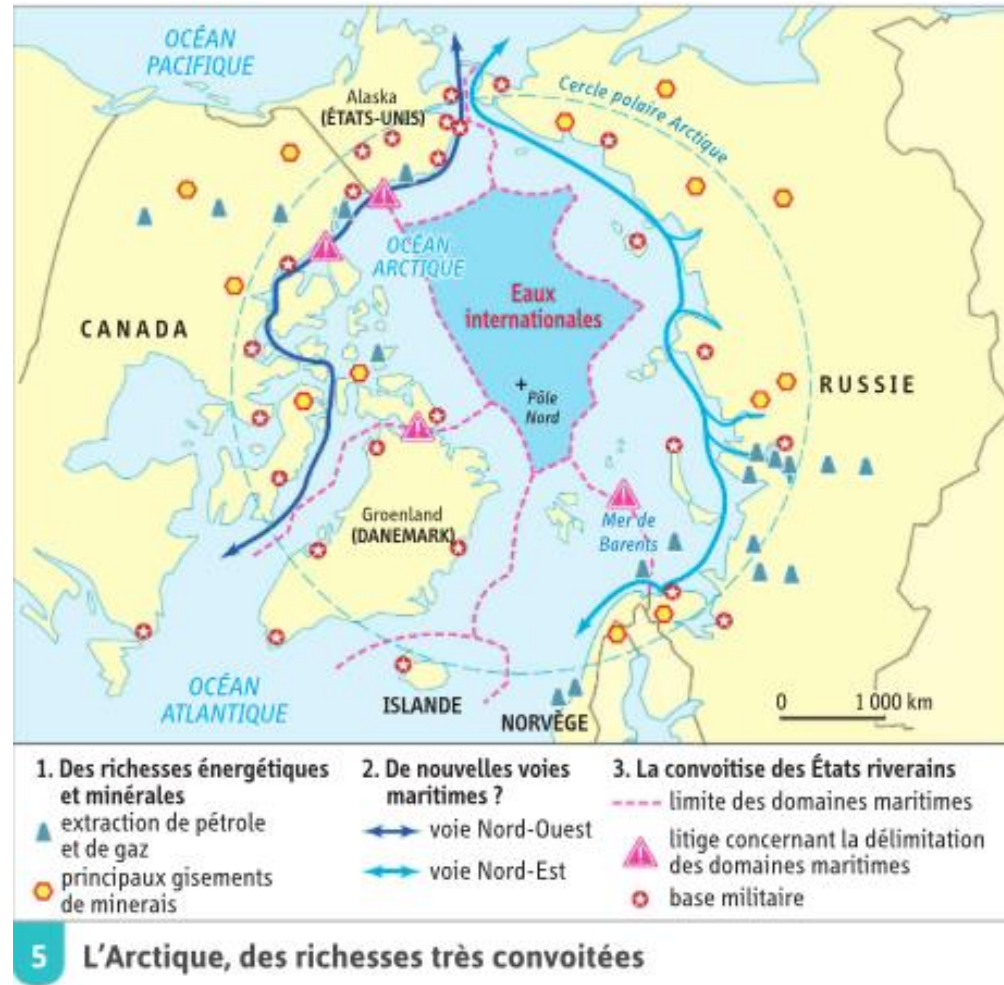 OCÉAN
PACIFIQUE
Alaska
(ÉTATS-UNIS)
Cercle polaire Arctique
OCÉAN
ARCTIQUE
Eaux
internationales
CANADA
+
Pôle
Nord
RUSSIE
Groenland
(DANEMARK)
Mer de
Barents
OCÉAN
ATLANTIQUE
ISLANDE
NORVÈGE
0 1 000 km
1. Des richesses énergétiques
et minérales
extraction de pétrole
et de gaz
principaux gisements
de minerais
2. De nouvelles voies
maritimes ?
voie Nord-Ouest
voie Nord-Est
3. La convoitise des États riverains
limite des domaines maritimes
litige concernant la délimitation
des domaines maritimes
base militaire
5 L'Arctique, des richesses très convoitées